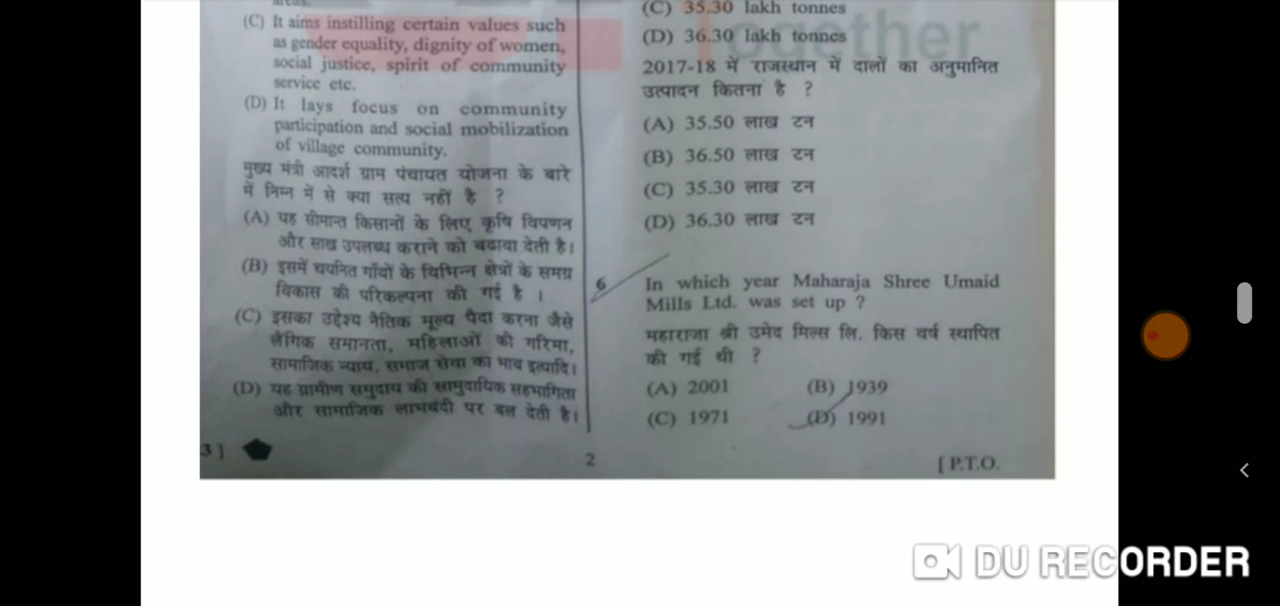 (C) It aims instilling certain values such
as gender equality, dignity of women,
social justice, spirit of community
service etc.
(D) It lays focus on community
participation and social mobilization
of village community.
मुख्य मंत्री आदर्श ग्राम पंचायत योजना के बारे
में निम्न में से क्या सत्य नहीं है ?
(A) यह सीमान्त किसानों के लिए कृषि विपणन
और साख उपलब्ध कराने को बढावा देती है।
(B) इसमें चयनित गाँवों के विभिन्न क्षेत्रों के समग्र
विकास की परिकल्पना की गई है ।
(C) इसका उद्देश्य नैतिक मूल्य पैदा करना जैसे
लैंगिक समानता, महिलाओं की गरिमा,
सामाजिक न्याय, समाज सेवा का भाव इत्यादि।
(D) यह ग्रामीण समुदाय की सामुदायिक सहभागिता
और सामाजिक लामबंदी पर बल देती है।
3 ]
2
(C) 35.30 lakh tonnes
(D) 36.30 lakh tonnes
together
2017-18 में राजस्थान में दालों का अनुमानित
उत्पादन कितना है ?
(A) 35.50 लाख टन
(B) 36.50 लाख टन
(C) 35.30 लाख टन
(D) 36.30 लाख टन
6 In which year Maharaja Shree Umaid
Mills Ltd. was set up ?
महाराजा श्री उमेद मिल्स लि. किस वर्ष स्थापित
की गई थी ?
(A) 2001 (B) 1939
(C) 1971 (D) 1991
[ P.T.O.
DU RECORDER